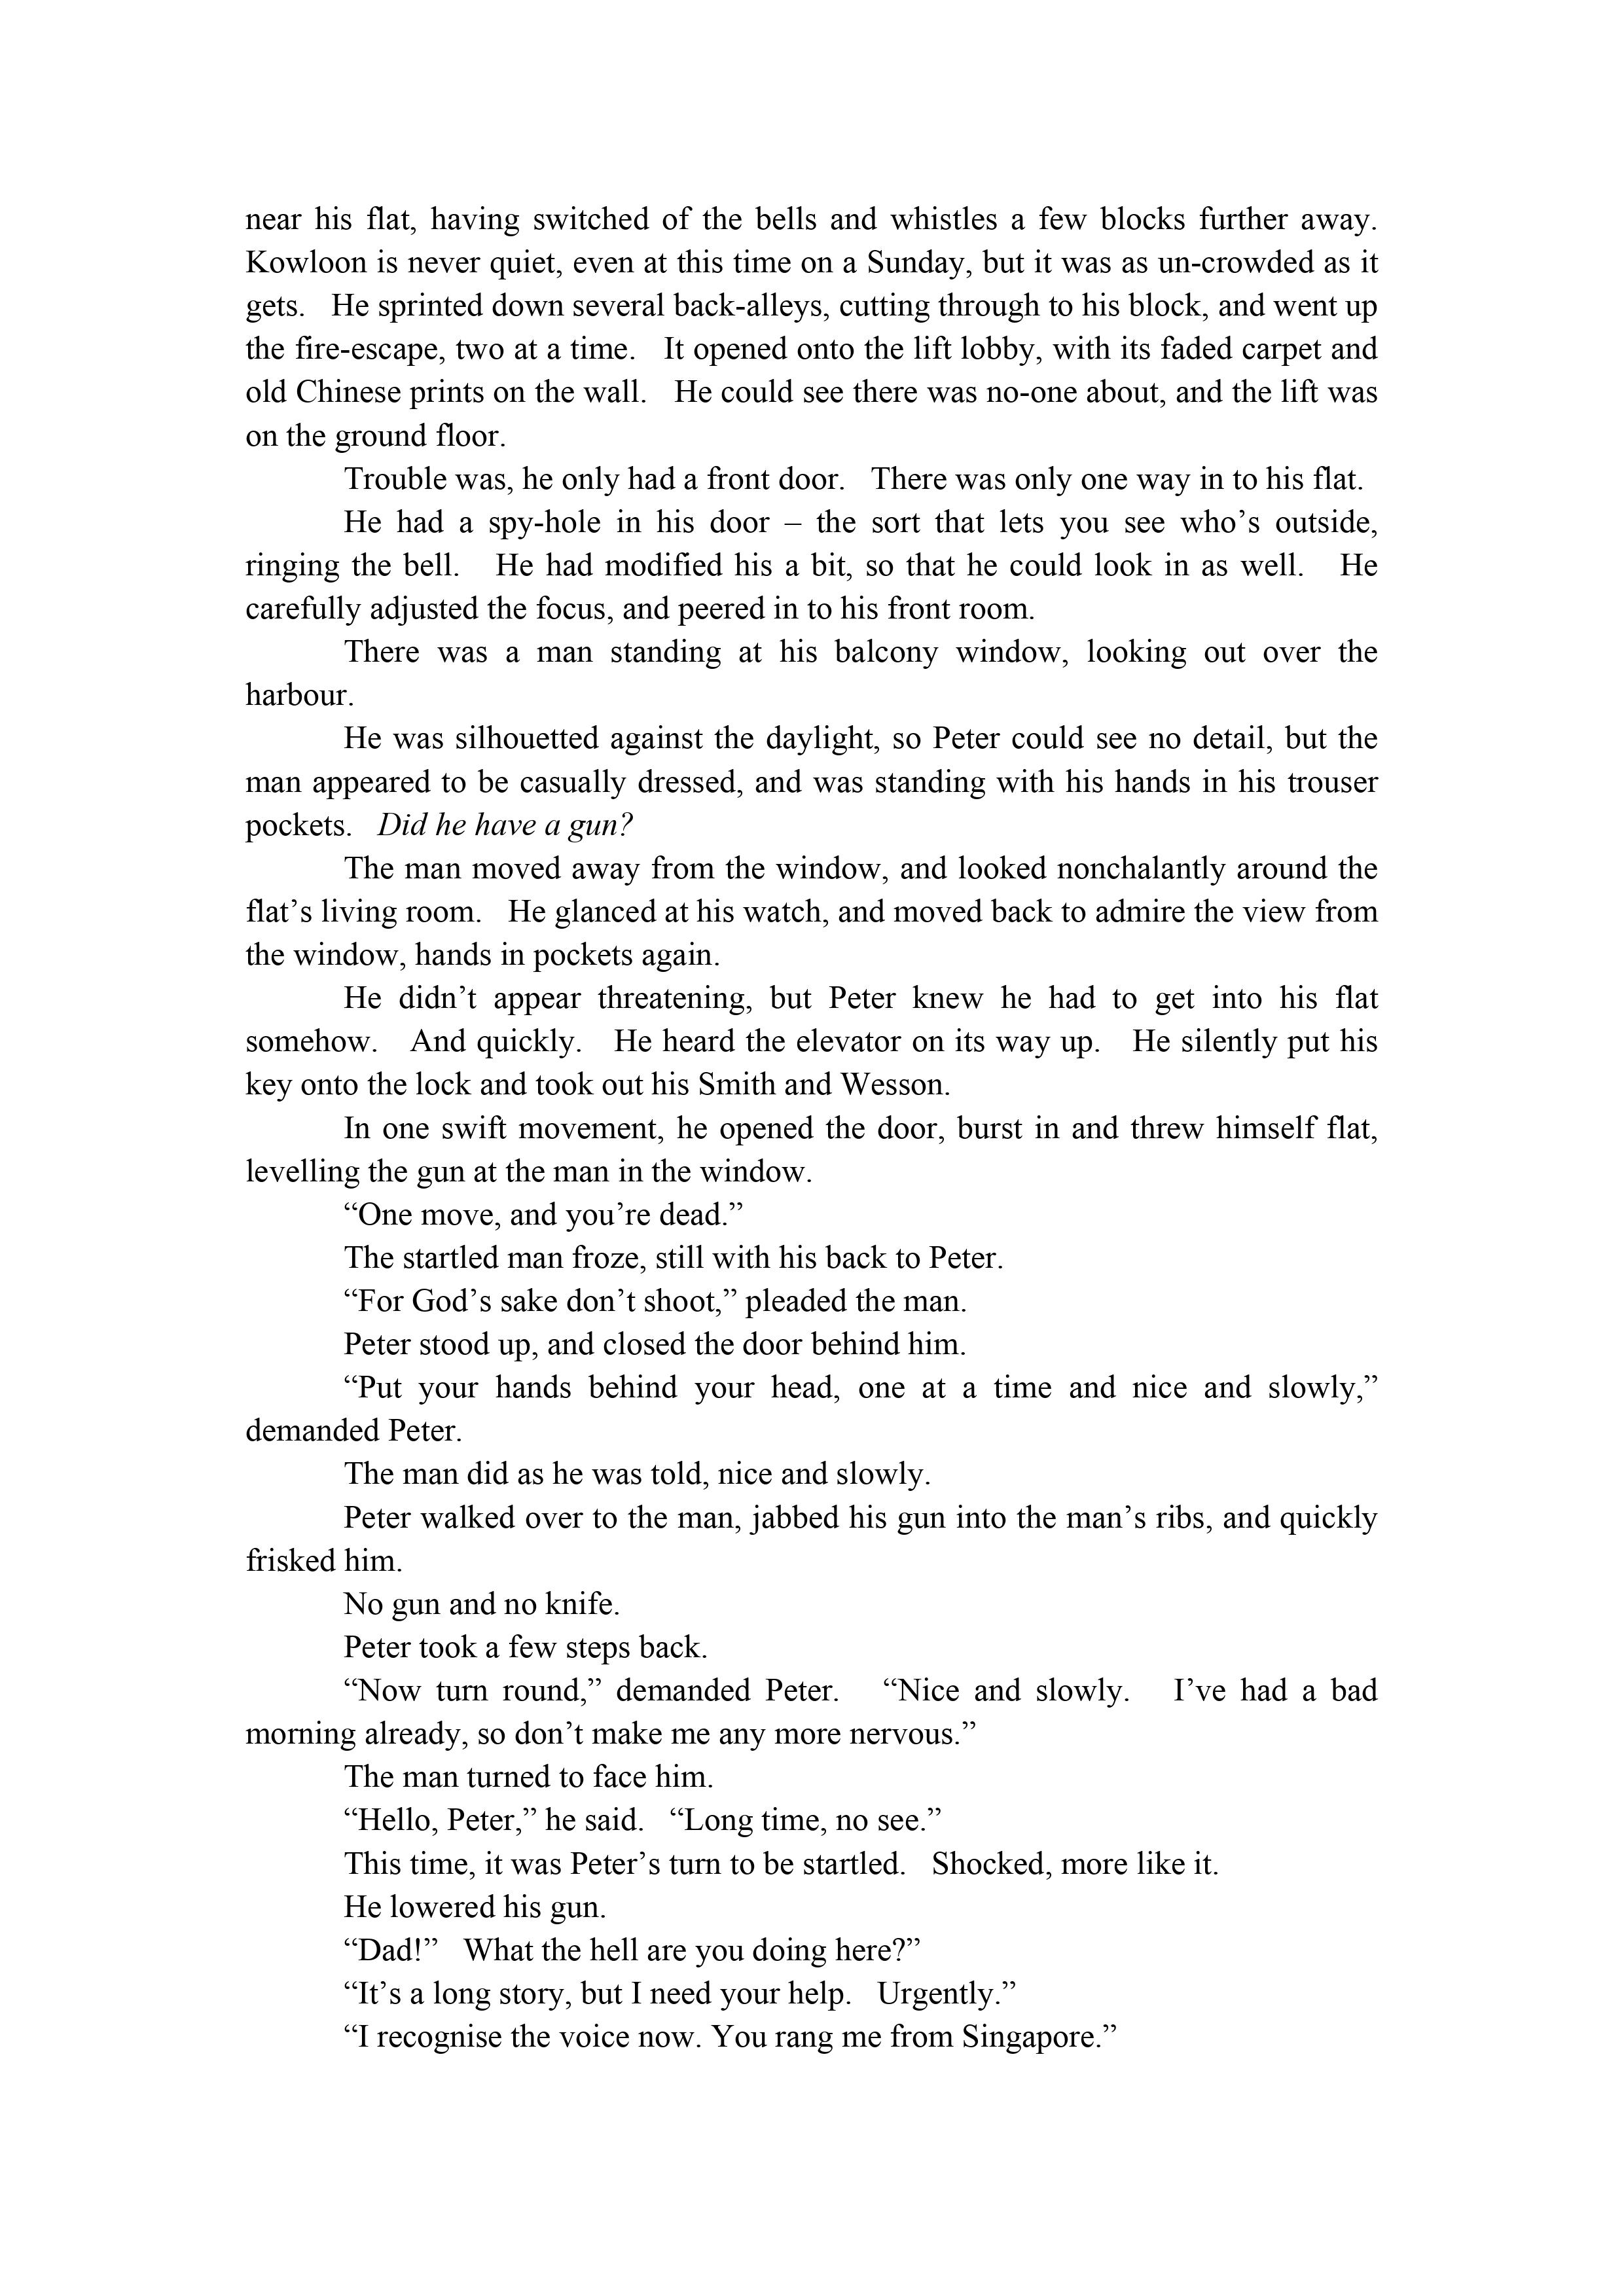 near his flat, having switched of the bells and whistles a few blocks further away.
Kowloon is never quiet, even at this time on a Sunday, but it was as un-crowded as it
gets.   He sprinted down several back-alleys, cutting through to his block, and went up
the fire-escape, two at a time.   It opened onto the lift lobby, with its faded carpet and
old Chinese prints on the wall.   He could see there was no-one about, and the lift was
on the ground floor.
Trouble was, he only had a front door.   There was only one way in to his flat.
He had a spy-hole in his door – the sort that lets you see who’s outside,
ringing the bell.   He had modified his a bit, so that he could look in as well.   He
carefully adjusted the focus, and peered in to his front room.
There was a man standing at his balcony window, looking out over the
harbour.
He was silhouetted against the daylight, so Peter could see no detail, but the
man appeared to be casually dressed, and was standing with his hands in his trouser
pockets.   Did he have a gun?
The man moved away from the window, and looked nonchalantly around the
flat’s living room.   He glanced at his watch, and moved back to admire the view from
the window, hands in pockets again.
He didn’t appear threatening, but Peter knew he had to get into his flat
somehow.   And quickly.   He heard the elevator on its way up.   He silently put his
key onto the lock and took out his Smith and Wesson.
In one swift movement, he opened the door, burst in and threw himself flat,
levelling the gun at the man in the window.
“One move, and you’re dead.”
The startled man froze, still with his back to Peter.
“For God’s sake don’t shoot,” pleaded the man.
Peter stood up, and closed the door behind him.
“Put your hands behind your head, one at a time and nice and slowly,”
demanded Peter.
The man did as he was told, nice and slowly.
Peter walked over to the man, jabbed his gun into the man’s ribs, and quickly
frisked him.
No gun and no knife.
Peter took a few steps back.
“Now turn round,” demanded Peter.   “Nice and slowly.   I’ve had a bad
morning already, so don’t make me any more nervous.”
The man turned to face him.
“Hello, Peter,” he said.   “Long time, no see.”
This time, it was Peter’s turn to be startled.   Shocked, more like it.
He lowered his gun.
“Dad!”   What the hell are you doing here?”
“It’s a long story, but I need your help.   Urgently.”
“I recognise the voice now. You rang me from Singapore.”